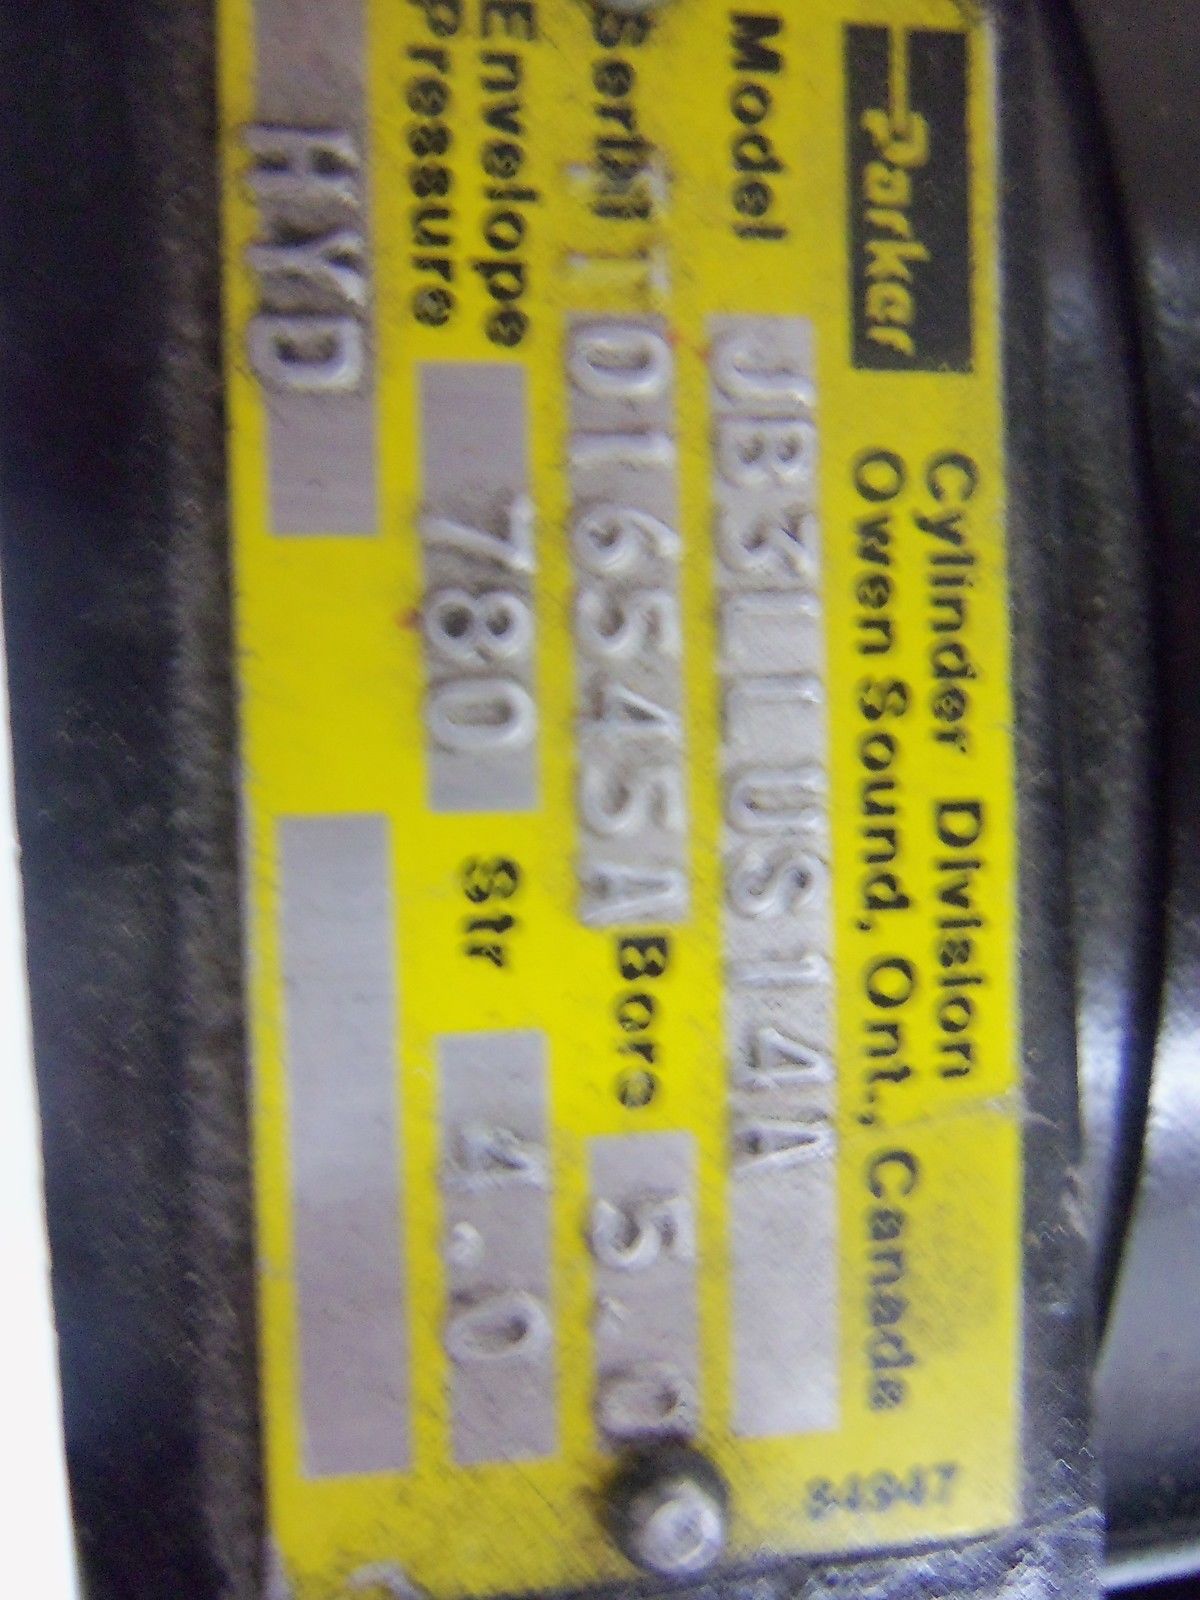 Parker
Cylinder Division
Owen Sound, Ont., Canada
84947
Model JB3LLUS14A
Serial 01654SA Bore 5.0
Envelope Pressure 780 Str 4.0
HYD